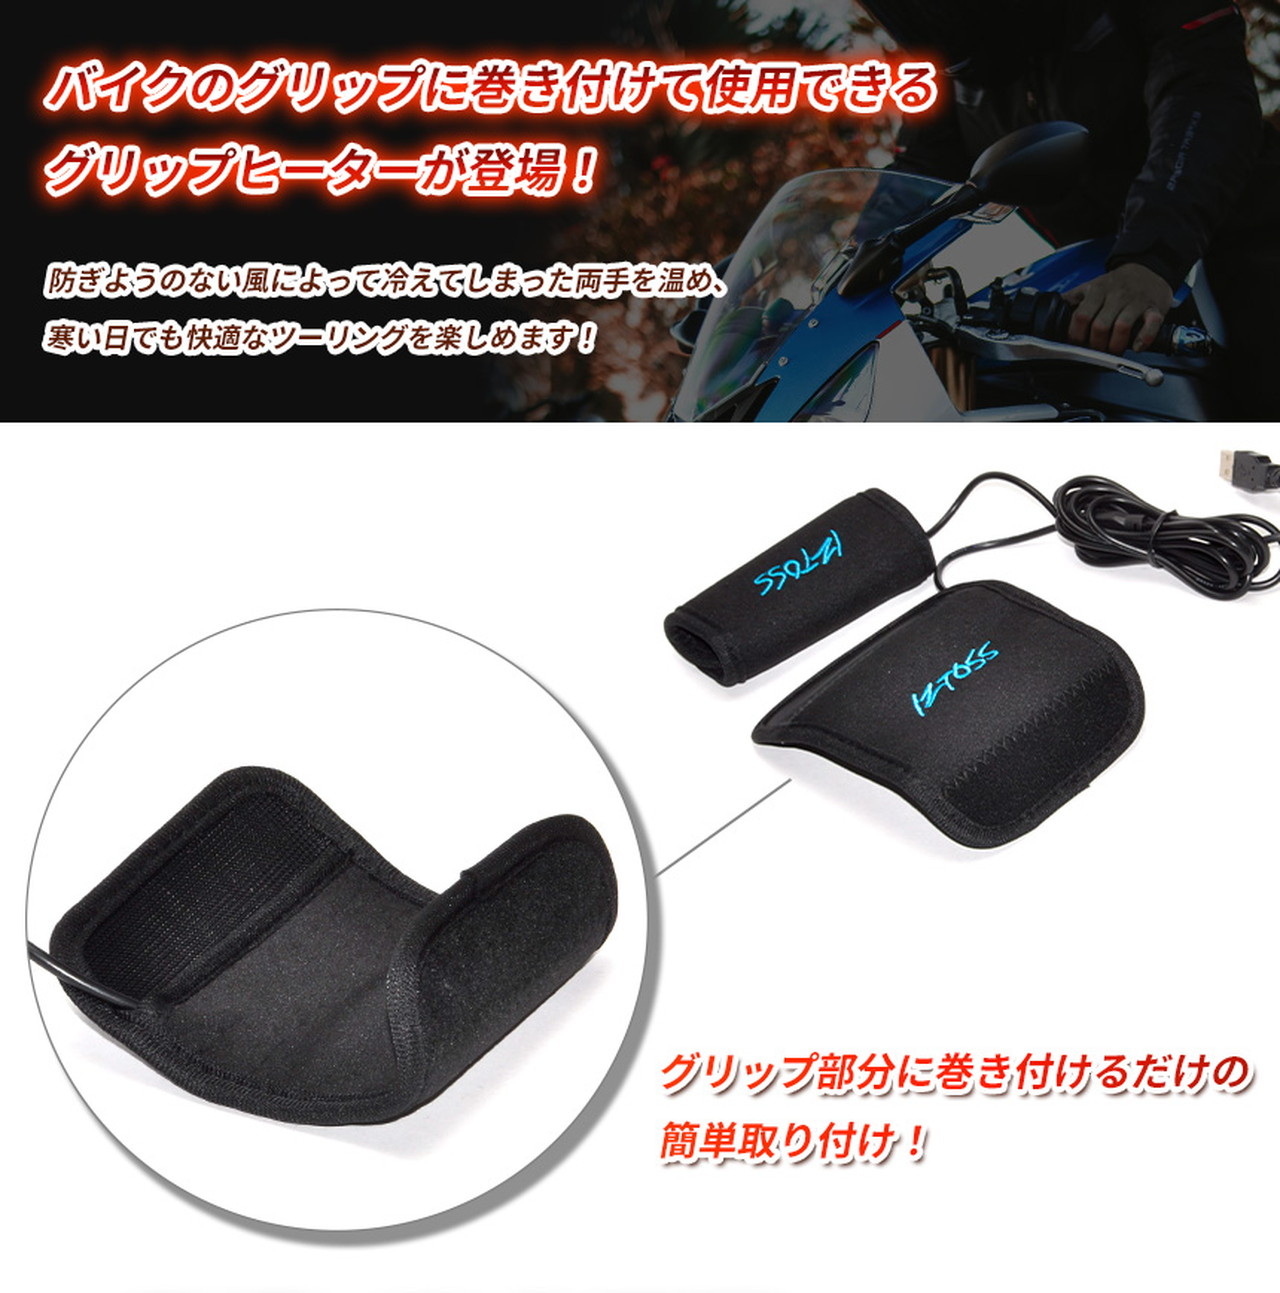 バイクのグリップに巻き付けて使用できる
グリップヒーターが登場！
防ぎようのない風によって冷えてしまった両手を温め、
寒い日でも快適なツーリングを楽しめます！
IZTOSS
IZTOSS
グリップ部分に巻き付けるだけの
簡単取り付け！